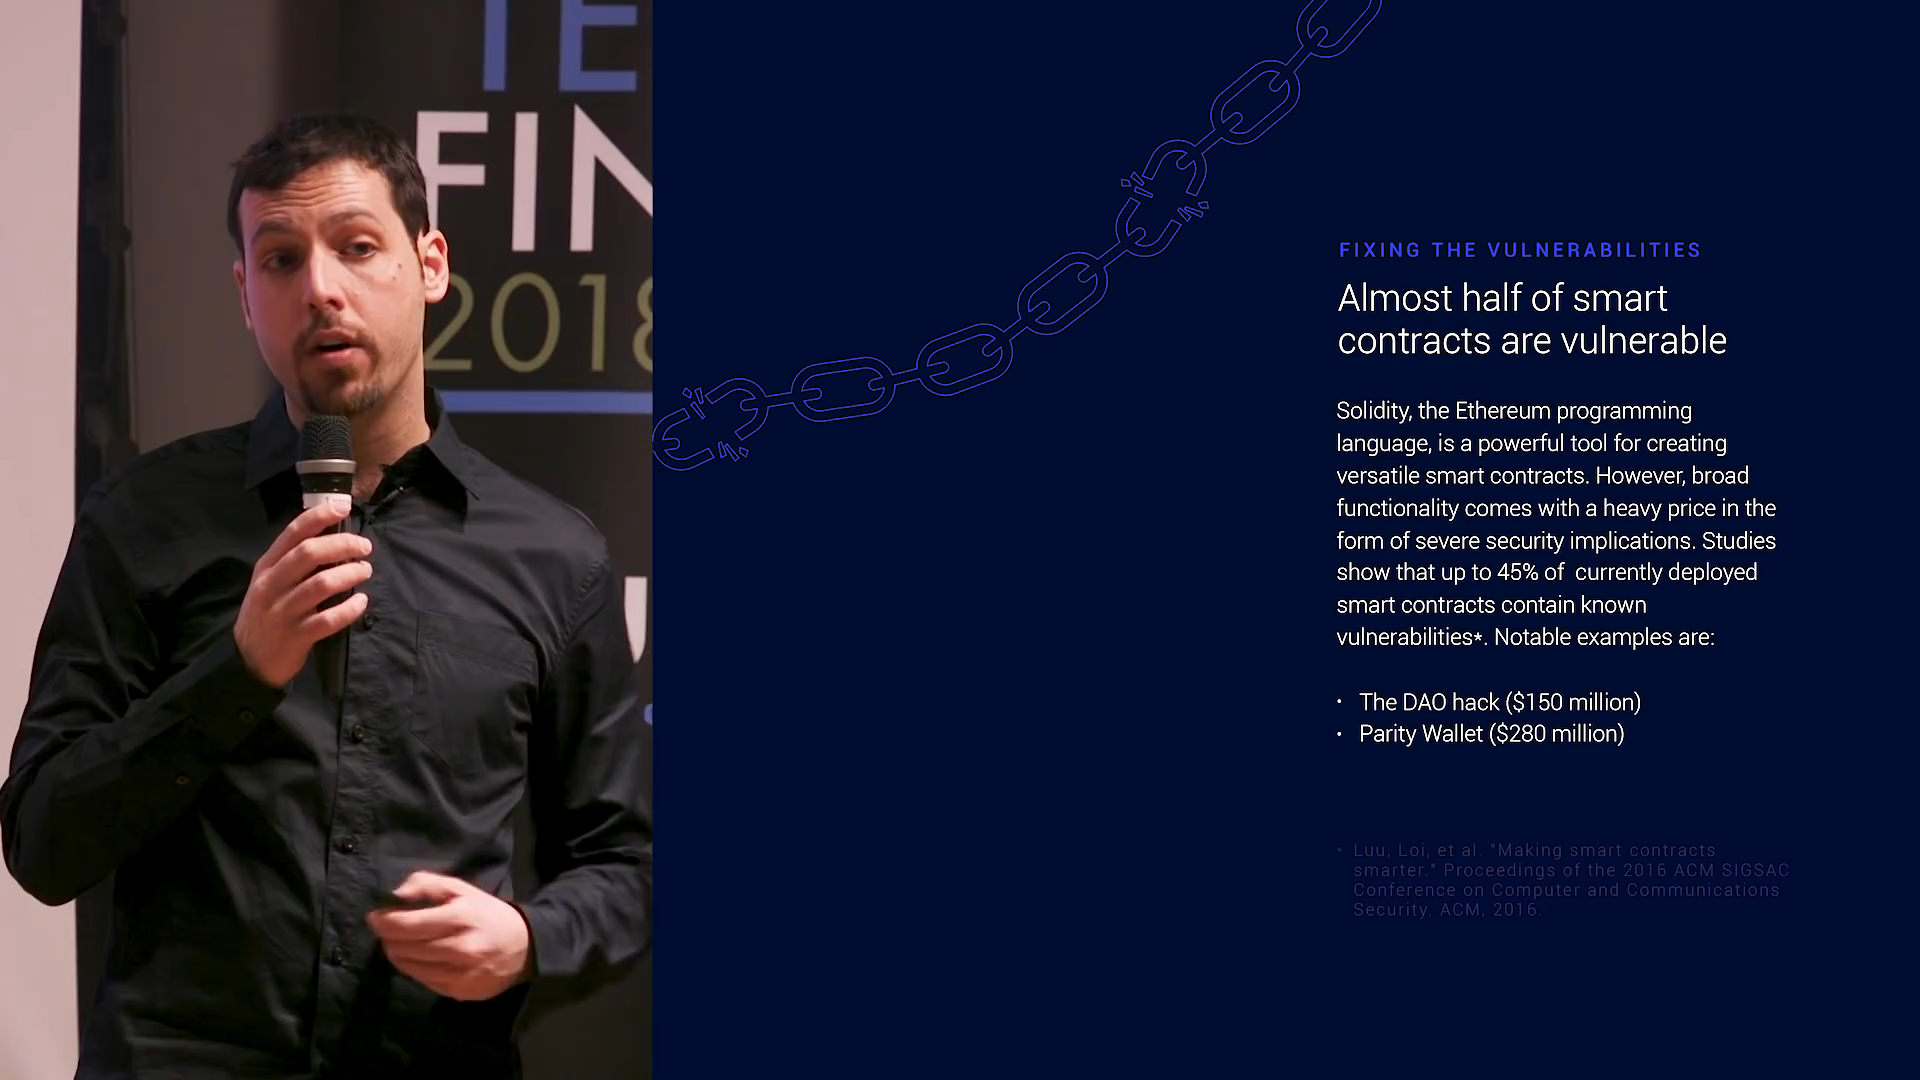 TE
FIN
2018
FIXING THE VULNERABILITIES
Almost half of smart
contracts are vulnerable
Solidity, the Ethereum programming
language, is a powerful tool for creating
versatile smart contracts. However, broad
functionality comes with a heavy price in the
form of severe security implications. Studies
show that up to 45% of currently deployed
smart contracts contain known
vulnerabilities*. Notable examples are:
• The DAO hack ($150 million)
• Parity Wallet ($280 million)
• Luu, Loi, et al. "Making smart contracts
smarter." Proceedings of the 2016 ACM SIGSAC
Conference on Computer and Communications
Security. ACM, 2016.